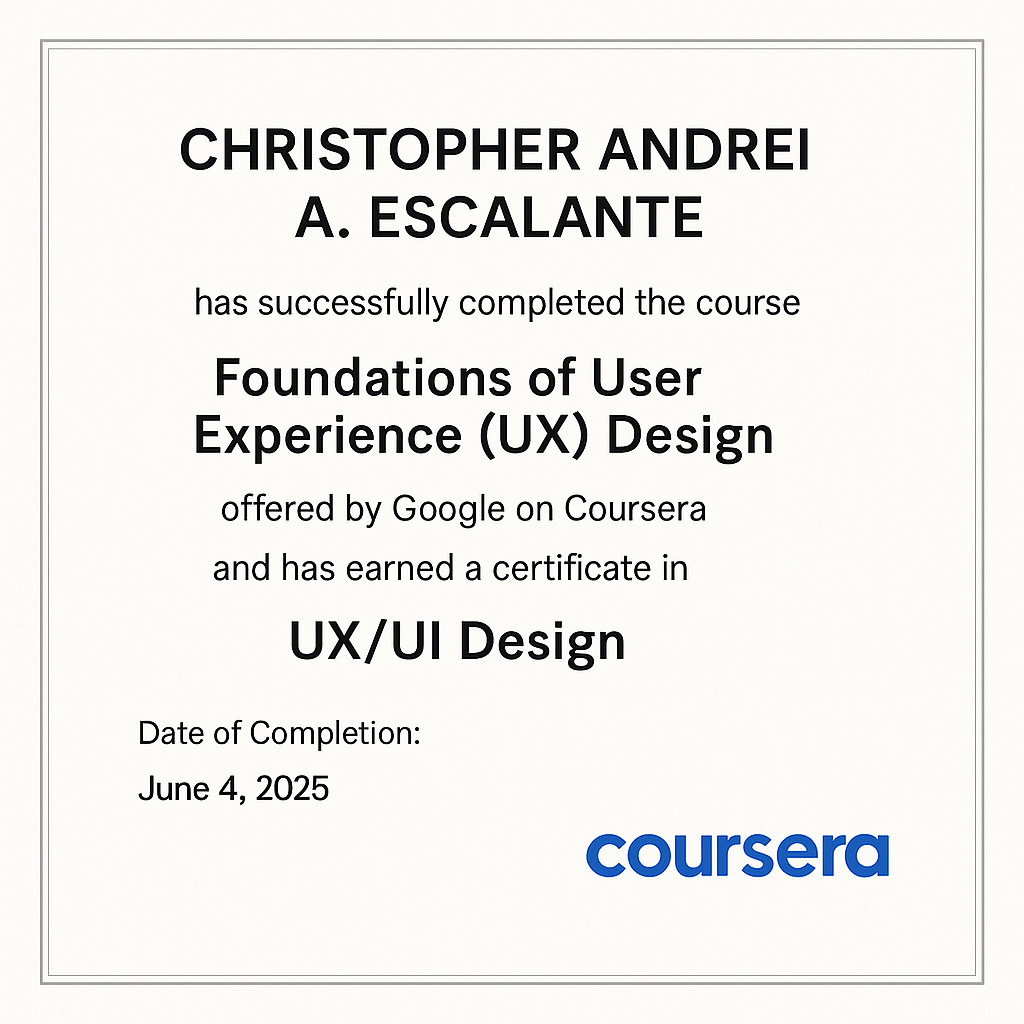 CHRISTOPHER ANDREI
A. ESCALANTE
has successfully completed the course
Foundations of User
Experience (UX) Design
offered by Google on Coursera
and has earned a certificate in
UX/UI Design
Date of Completion:
June 4, 2025
coursera